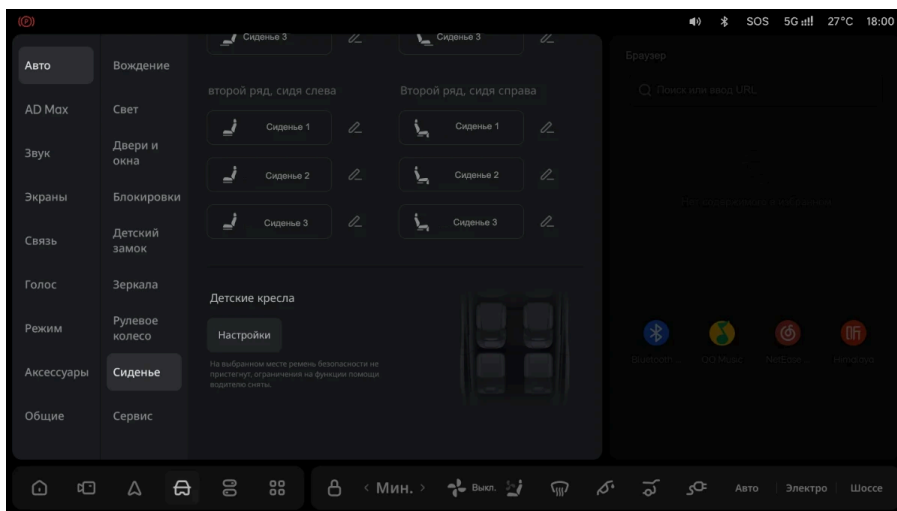 (P)
SOS 5G 27°C 18:00
Авто
AD Max
Звук
Экраны
Связь
Голос
Режим
Аксессуары
Общие
Вождение
Свет
Двери и
окна
Блокировки
Детский
замок
Зеркала
Рулевое
колесо
Сиденье
Сервис
Сиденье 3
Сиденье 3
второй ряд, сидя слева
Второй ряд, сидя справа
Сиденье 1
Сиденье 1
Сиденье 2
Сиденье 2
Сиденье 3
Сиденье 3
Детские кресла
Настройки
На выбранном месте ремень безопасности не
пристегнут, ограничения на функции помощи
водителю сняты.
Браузер
Поиск или ввод URL
Bluetooth
QQ Music
NetEase
< Мин. >
Выкл.
Авто
Электро
Шоссе